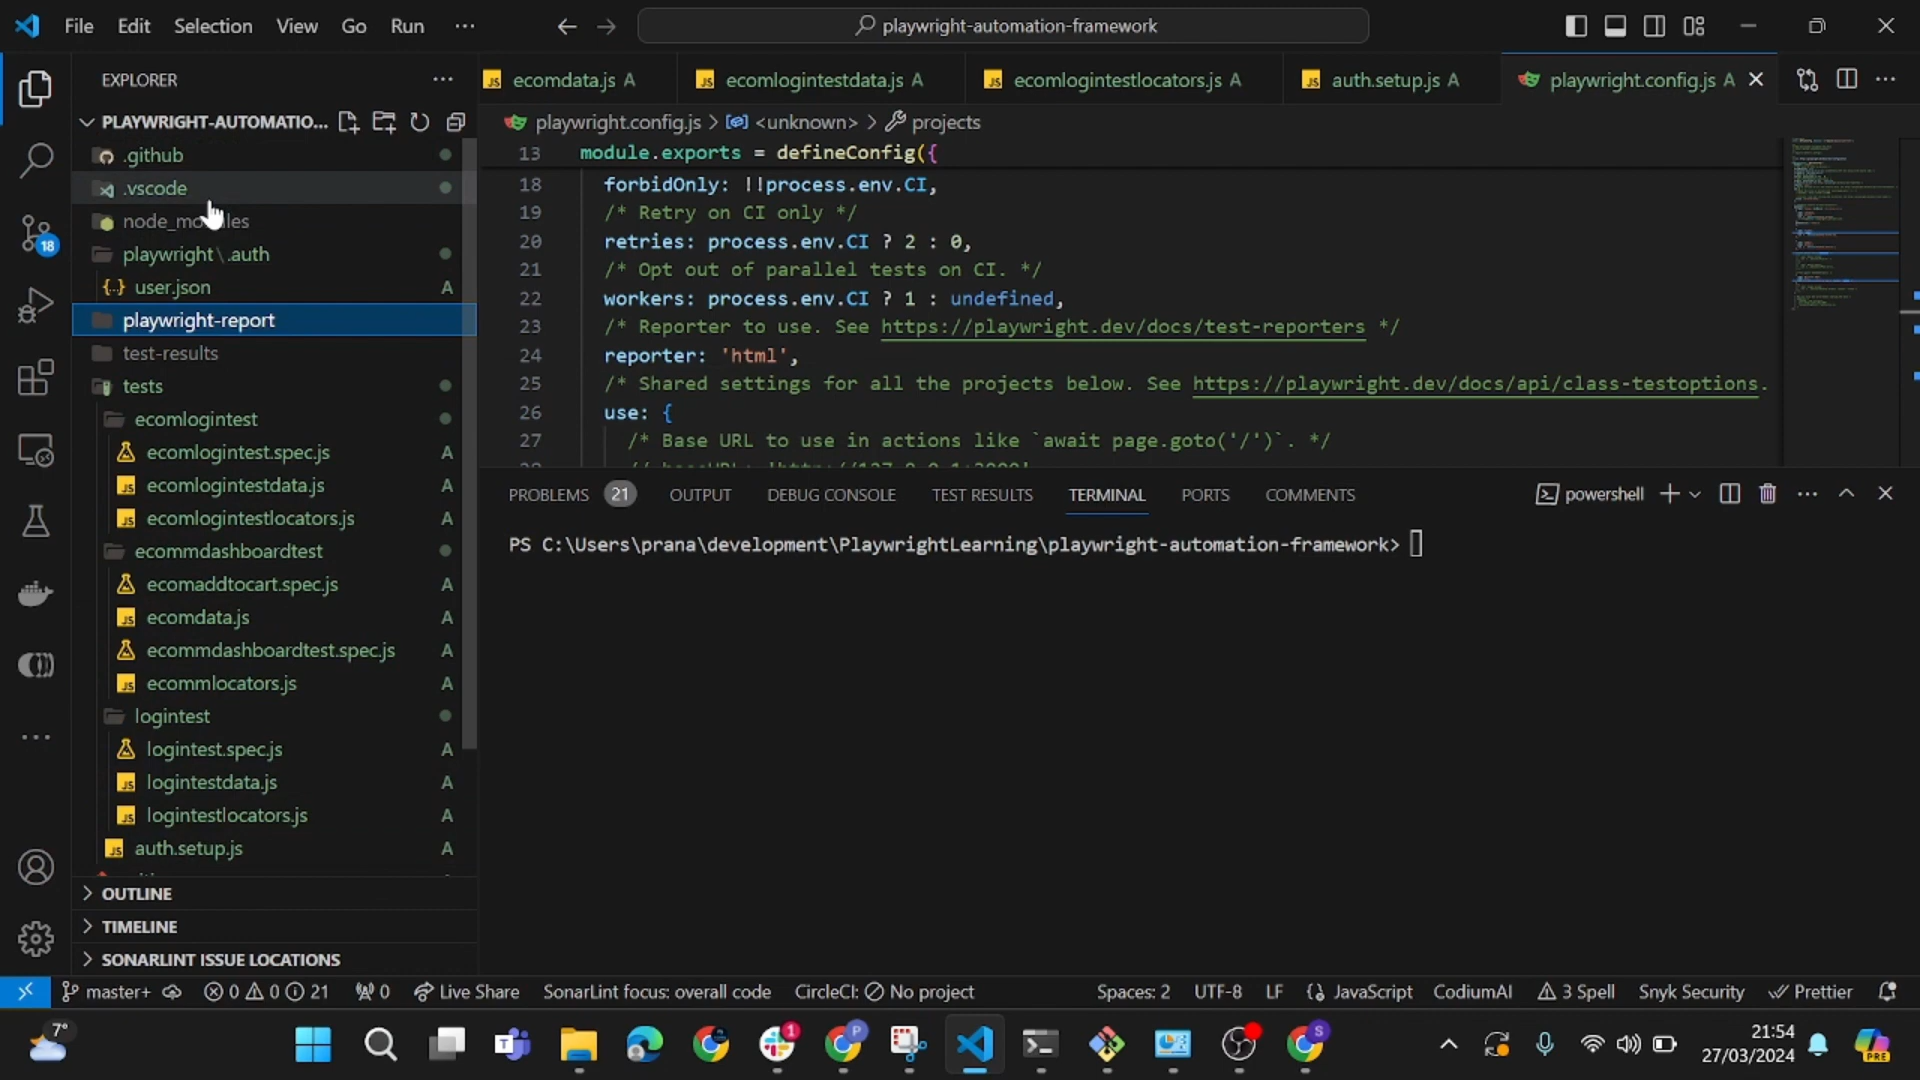 File Edit Selection View Go Run ···
playwright-automation-framework
EXPLORER
PLAYWRIGHT-AUTOMATIO...
.github
.vscode
node_modules
playwright\.auth
user.json A
playwright-report
test-results
tests
ecomlogintest
ecomlogintest.spec.js A
ecomlogintestdata.js A
ecomlogintestlocators.js A
ecommdashboardtest
ecomaddtocart.spec.js A
ecomdata.js A
ecommdashboardtest.spec.js A
ecommlocators.js A
logintest
logintest.spec.js A
logintestdata.js A
logintestlocators.js A
auth.setup.js A
OUTLINE
TIMELINE
SONARLINT ISSUE LOCATIONS
ecomdata.js A ecomlogintestdata.js A ecomlogintestlocators.js A auth.setup.js A playwright.config.js A
playwright.config.js > <unknown> > projects
13 module.exports = defineConfig({
18 forbidOnly: !!process.env.CI,
19 /* Retry on CI only */
20 retries: process.env.CI ? 2 : 0,
21 /* Opt out of parallel tests on CI. */
22 workers: process.env.CI ? 1 : undefined,
23 /* Reporter to use. See https://playwright.dev/docs/test-reporters */
24 reporter: 'html',
25 /* Shared settings for all the projects below. See https://playwright.dev/docs/api/class-testoptions.
26 use: {
27 /* Base URL to use in actions like `await page.goto('/')`. */
PROBLEMS 21 OUTPUT DEBUG CONSOLE TEST RESULTS TERMINAL PORTS COMMENTS powershell
PS C:\Users\prana\development\PlaywrightLearning\playwright-automation-framework>
18
master+ 0 0 21 0 Live Share SonarLint focus: overall code CircleCI: No project Spaces: 2 UTF-8 LF JavaScript CodiumAI 3 Spell Snyk Security Prettier
7°
1
P
S
21:54
27/03/2024
PRE